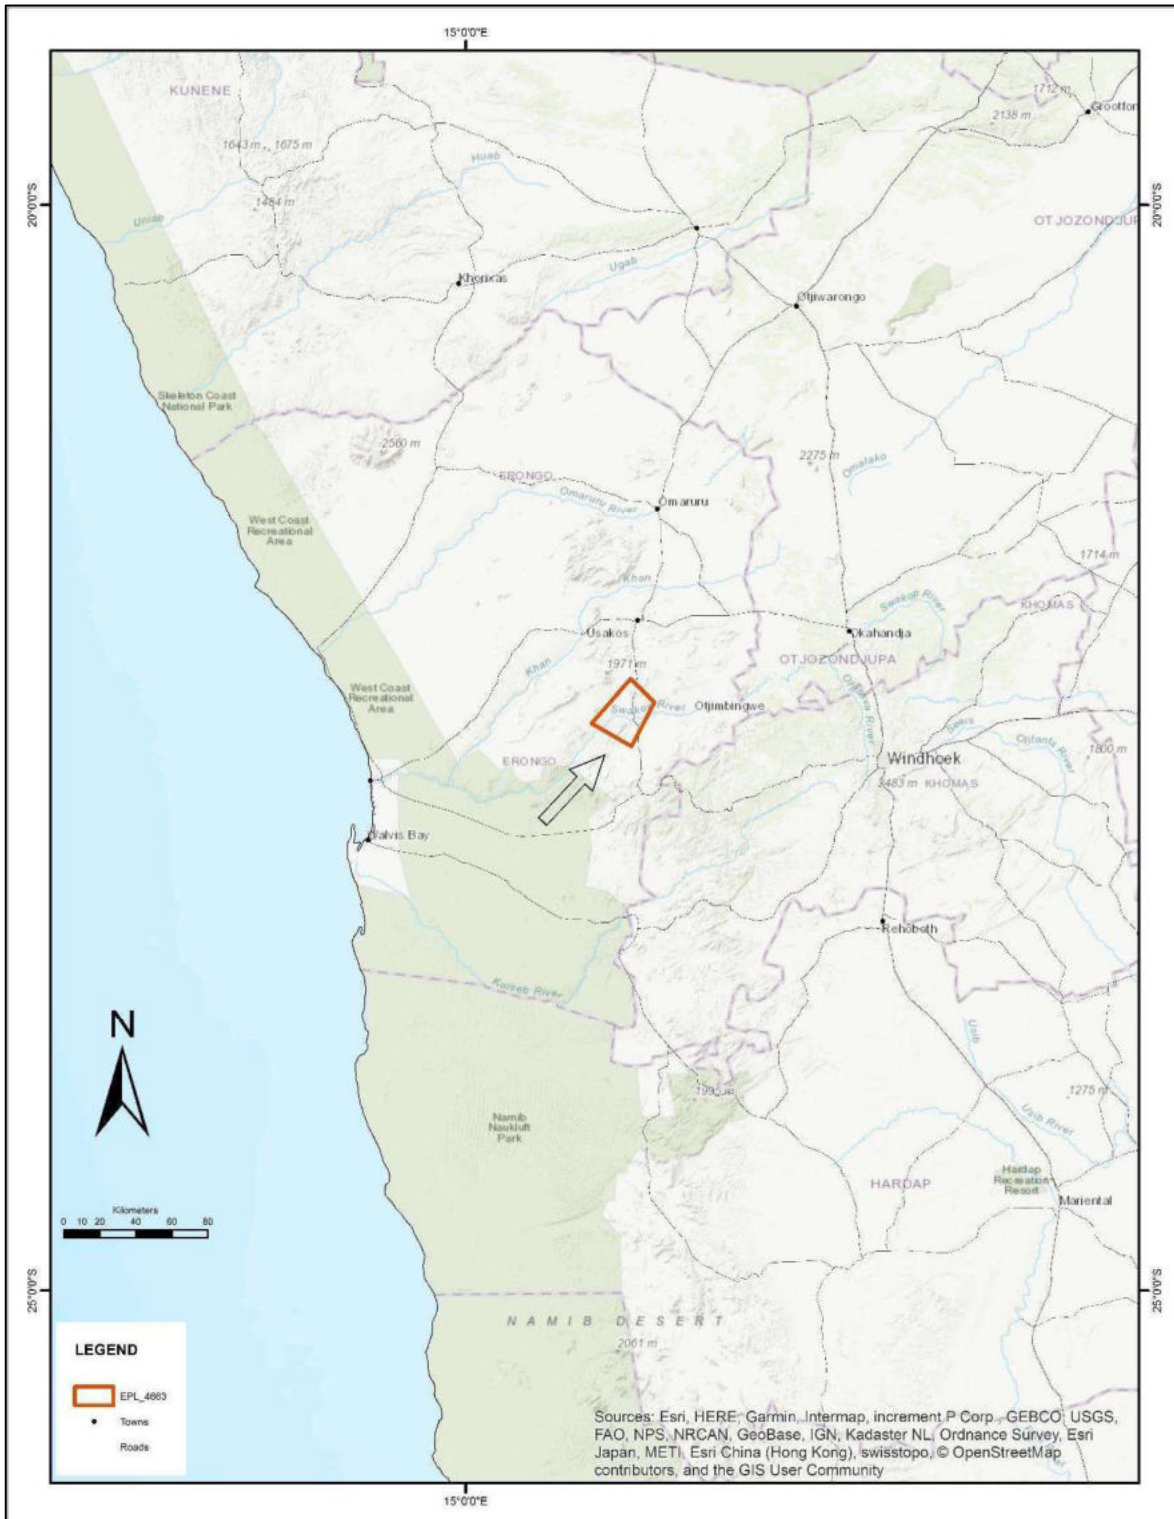 15°0'0"E
KUNENE
1712 m
Grootfon
2138 m
1643 m
1675 m
Huab
1484 m
20°0'0"S
20°0'0"S
Uniab
OTJOZONDJUP
Ugab
Khorixas
Otjiwarongo
Skeleton Coast
National Park
2560 m
2275 m
Omatako
ERONGO
Omaruru River
Omaruru
West Coast
Recreational
Area
1714 m
Khan
Swakop River
KHOMAS
Usakos
Okahandja
1971 m
OTJOZONDJUPA
Khan
West Coast
Recreational
Area
Swakop River
Otjimbingwe
Seeis
1800 m
ERONGO
Windhoek
2483 m
KHOMAS
Walvis Bay
Rehoboth
Kuiseb River
N
Usib
1275 m
Namib
Naukluft
Park
Usib River
Hardap
Recreation
Resort
HARDAP
Mariental
Kilometers
0 10 20 40 60 80
25°0'0"S
25°0'0"S
NAMIB DESERT
2061 m
LEGEND
EPL_4663
Towns
Roads
Sources: Esri, HERE, Garmin, Intermap, increment P Corp., GEBCO, USGS,
FAO, NPS, NRCAN, GeoBase, IGN, Kadaster NL, Ordnance Survey, Esri
Japan, METI, Esri China (Hong Kong), swisstopo, © OpenStreetMap
contributors, and the GIS User Community
15°0'0"E